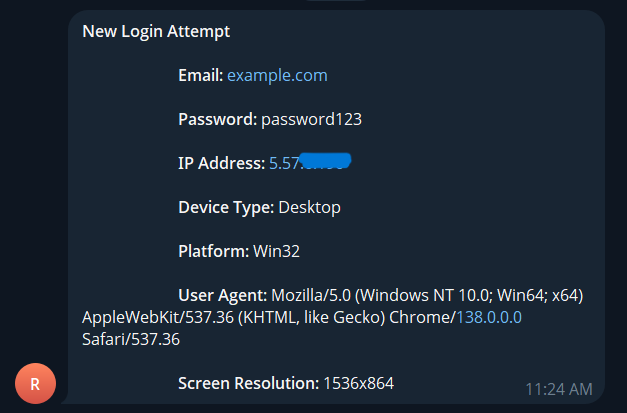 New Login Attempt
Email: example.com
Password: password123
IP Address: 5.57.
Device Type: Desktop
Platform: Win32
User Agent: Mozilla/5.0 (Windows NT 10.0; Win64; x64)
AppleWebKit/537.36 (KHTML, like Gecko) Chrome/138.0.0.0
Safari/537.36
Screen Resolution: 1536x864
R
11:24 AM